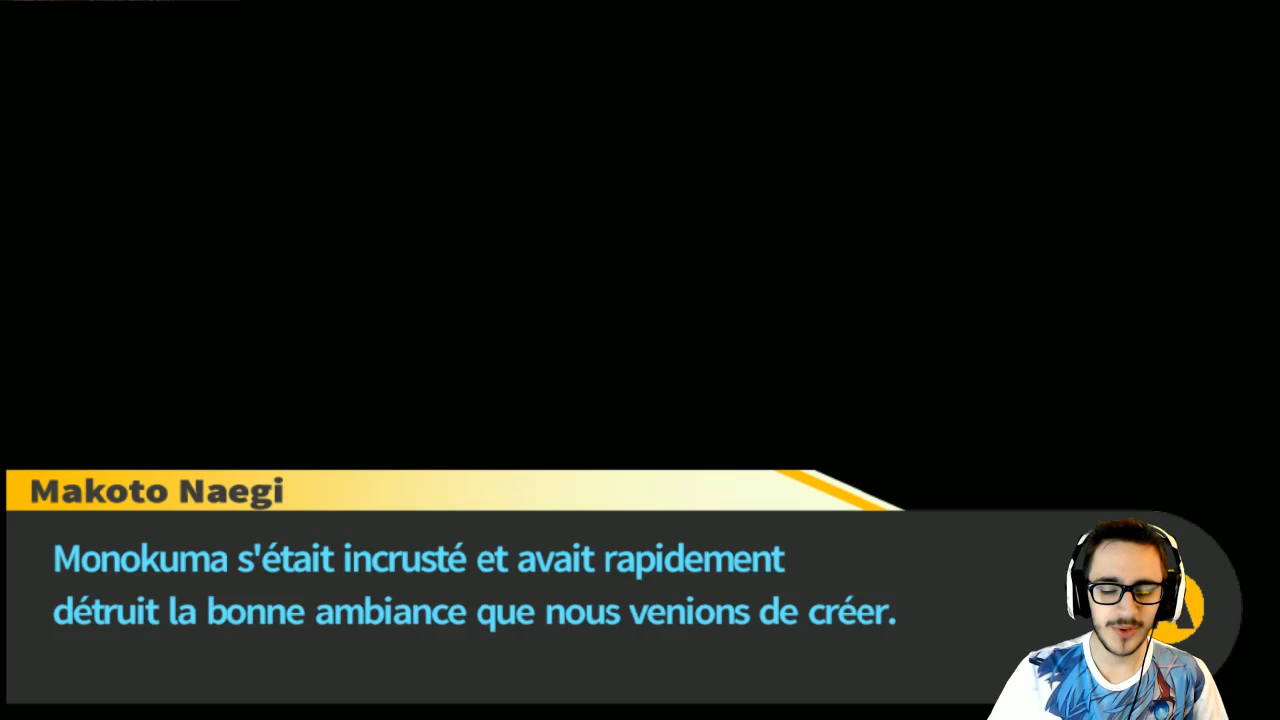 Makoto Naegi
Monokuma s'était incrusté et avait rapidement
détruit la bonne ambiance que nous venions de créer.